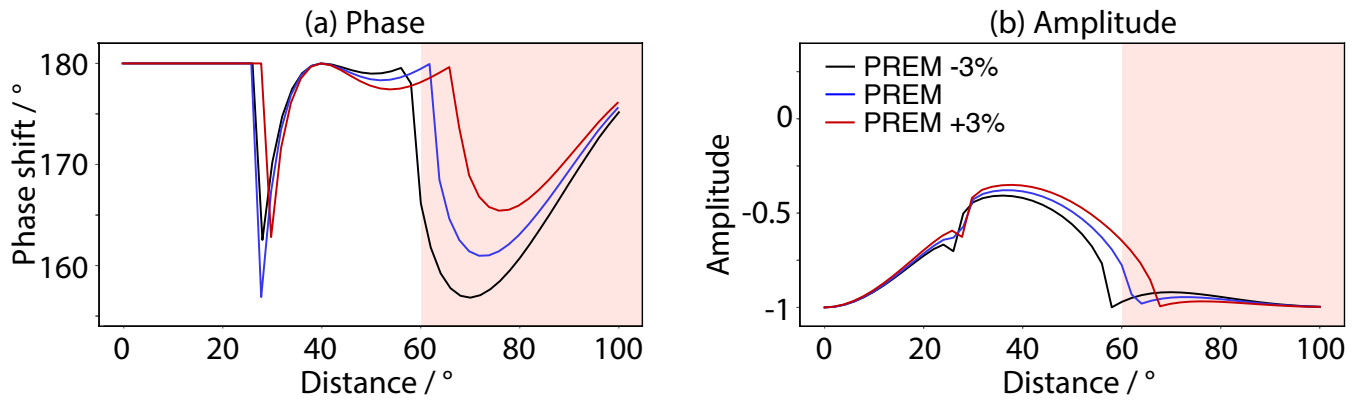 (a) Phase
180
170
160
Phase shift / °
0 20 40 60 80 100
Distance / °
(b) Amplitude
PREM -3%
PREM
PREM +3%
0
-0.5
-1
Amplitude
0 20 40 60 80 100
Distance / °